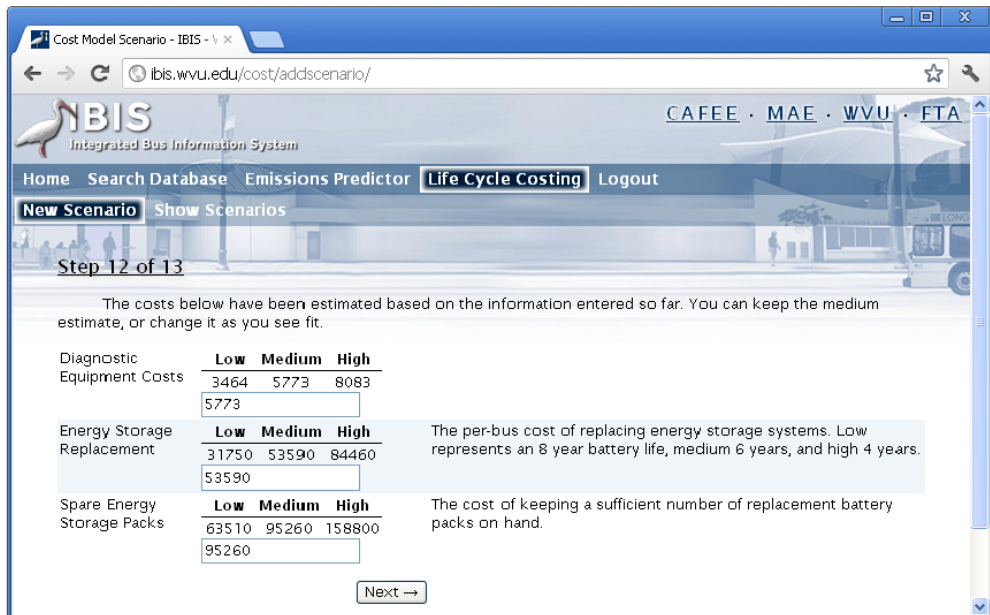 Cost Model Scenario - IBIS - W
ibis.wvu.edu/cost/addscenario/
IBIS
Integrated Bus Information System
CAFEE · MAE · WVU · FTA
Home Search Database Emissions Predictor Life Cycle Costing Logout
New Scenario Show Scenarios
Step 12 of 13
The costs below have been estimated based on the information entered so far. You can keep the medium
estimate, or change it as you see fit.
Diagnostic
Equipment Costs
Low Medium High
3464 5773 8083
5773
Energy Storage
Replacement
Low Medium High
31750 53590 84460
53590
The per-bus cost of replacing energy storage systems. Low
represents an 8 year battery life, medium 6 years, and high 4 years.
Spare Energy
Storage Packs
Low Medium High
63510 95260 158800
95260
The cost of keeping a sufficient number of replacement battery
packs on hand.
Next →